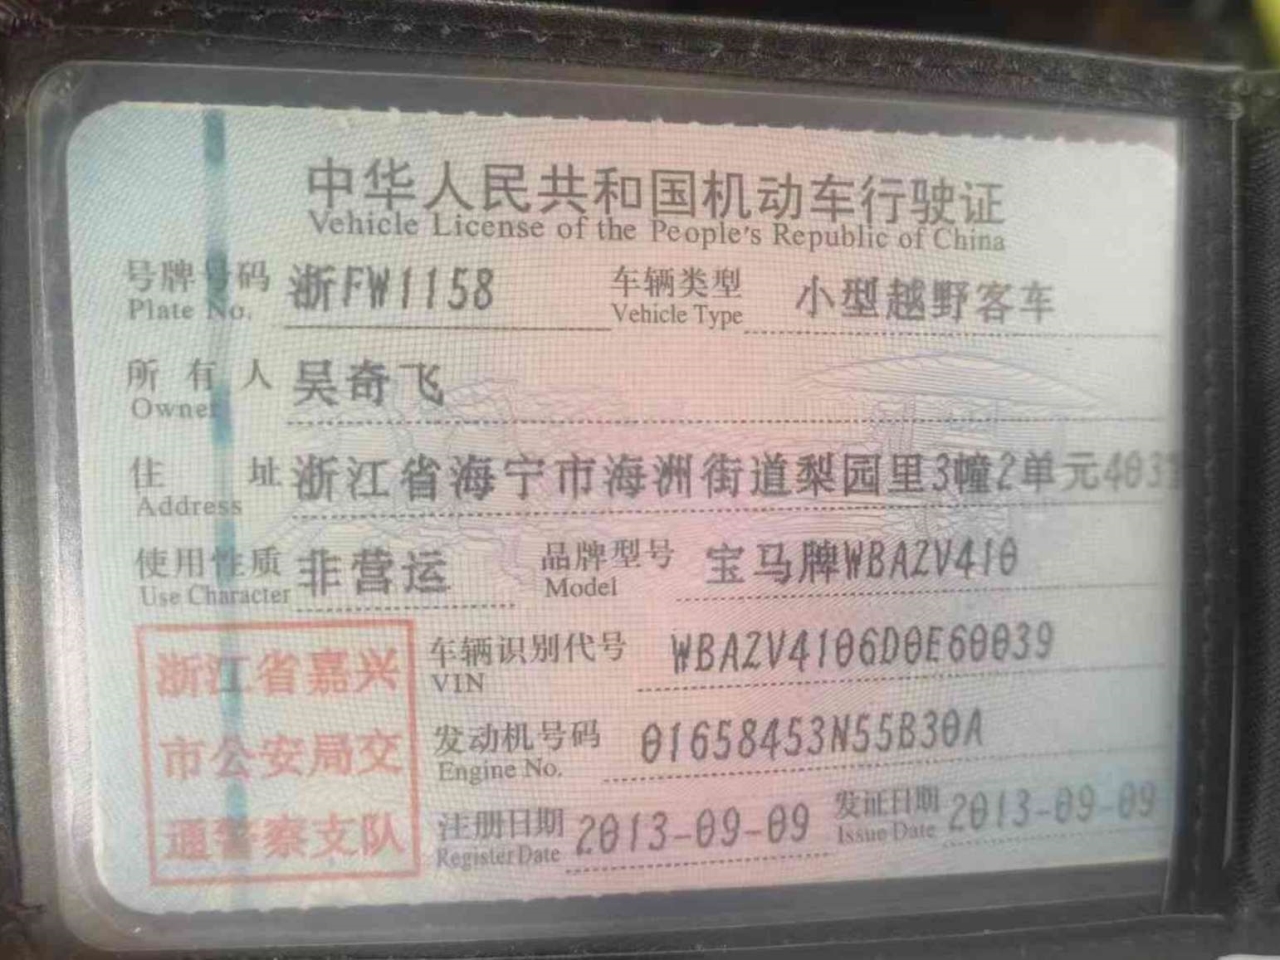 中华人民共和国机动车行驶证
Vehicle License of the People's Republic of China
号牌号码 浙FW1158 车辆类型 小型越野客车
Plate No. Vehicle Type
所有人 吴奇飞
Owner
住址 浙江省海宁市海洲街道梨园里3幢2单元403
Address
使用性质 非营运 品牌型号 宝马牌WBAZV410
Use Character Model
浙江省嘉兴
市公安局交
通警察支队
车辆识别代号 WBAZV4106D0E60039
VIN
发动机号码 01658453N55B30A
Engine No.
注册日期 2013-09-09 发证日期 2013-09-09
Register Date Issue Date